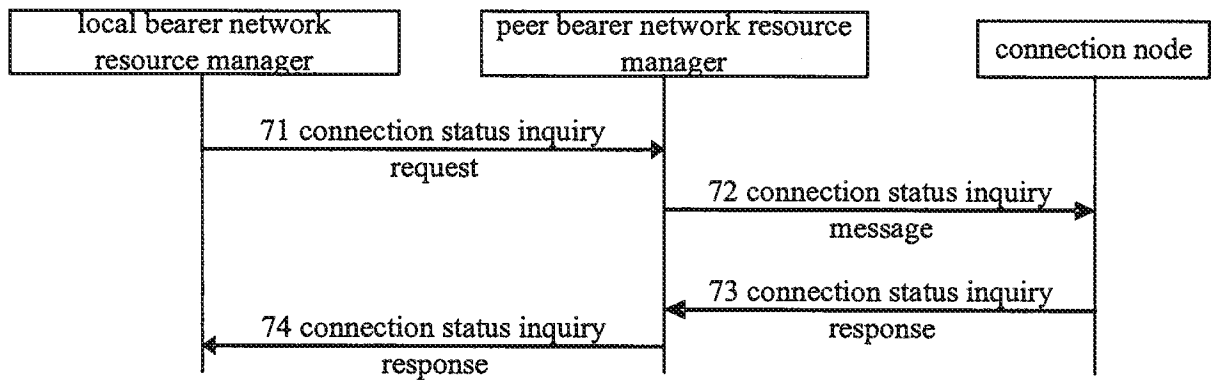 local bearer network
resource manager
peer bearer network resource
manager
connection node
71 connection status inquiry
request
72 connection status inquiry
message
73 connection status inquiry
response
74 connection status inquiry
response